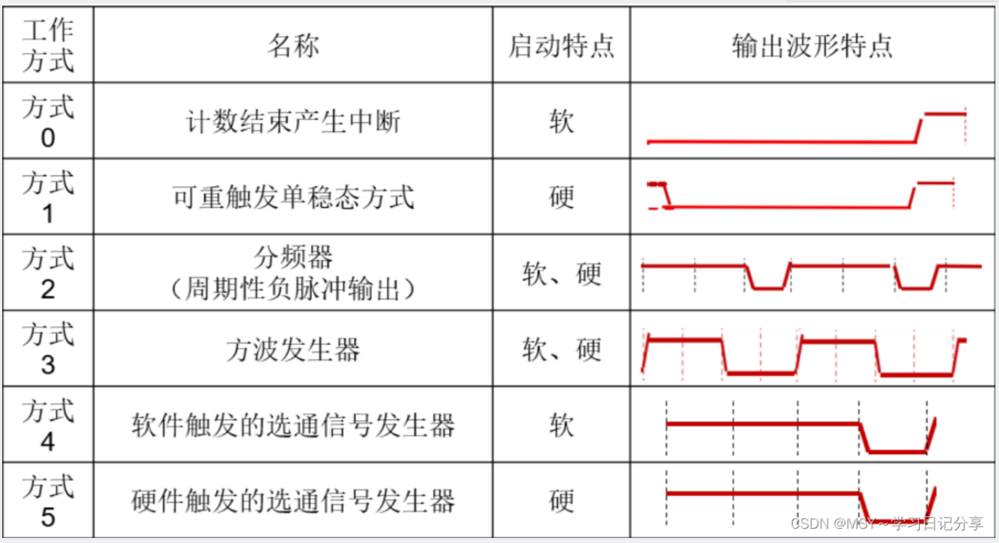 工作
方式
名称
启动特点
输出波形特点
方式
0
计数结束产生中断
软
方式
1
可重触发单稳态方式
硬
方式
2
分频器
（周期性负脉冲输出）
软、硬
方式
3
方波发生器
软、硬
方式
4
软件触发的选通信号发生器
软
方式
5
硬件触发的选通信号发生器
硬
CSDN @MSY～学习日记分享